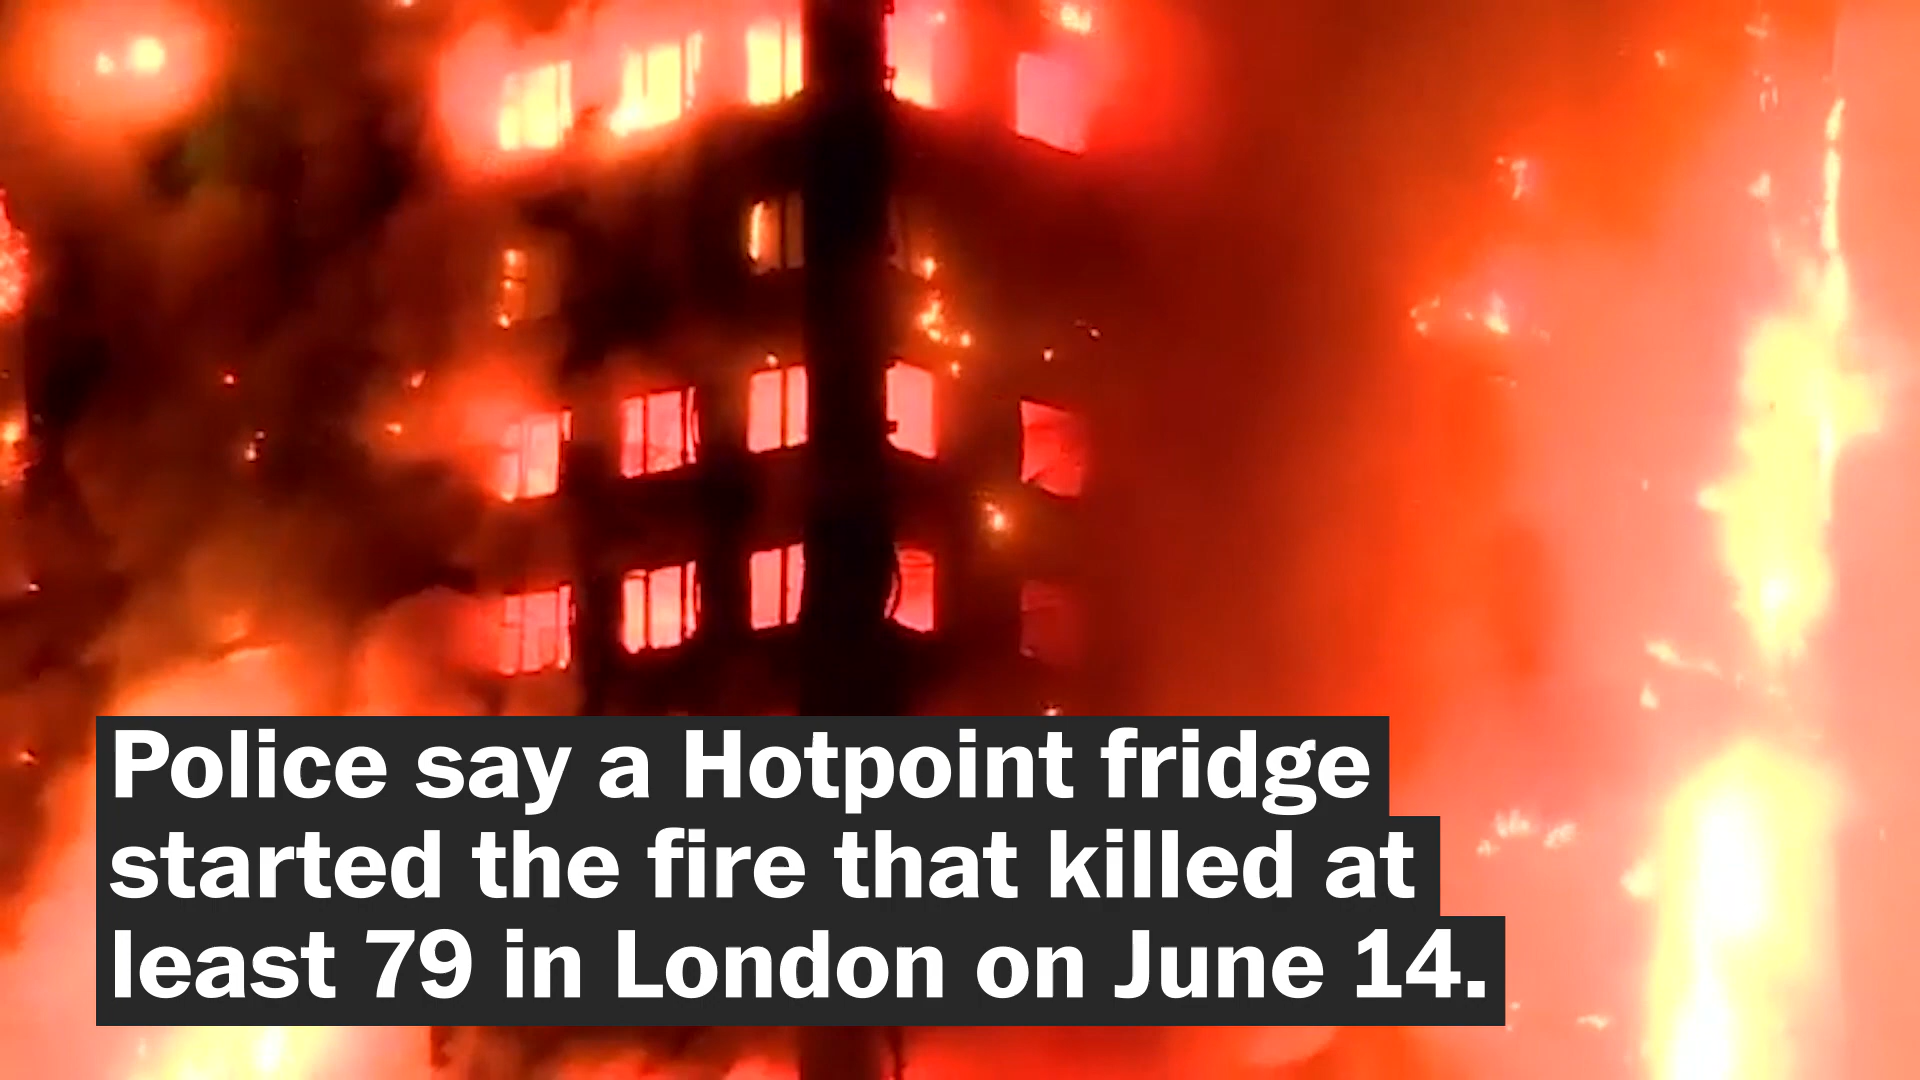 Police say a Hotpoint fridge
started the fire that killed at
least 79 in London on June 14.